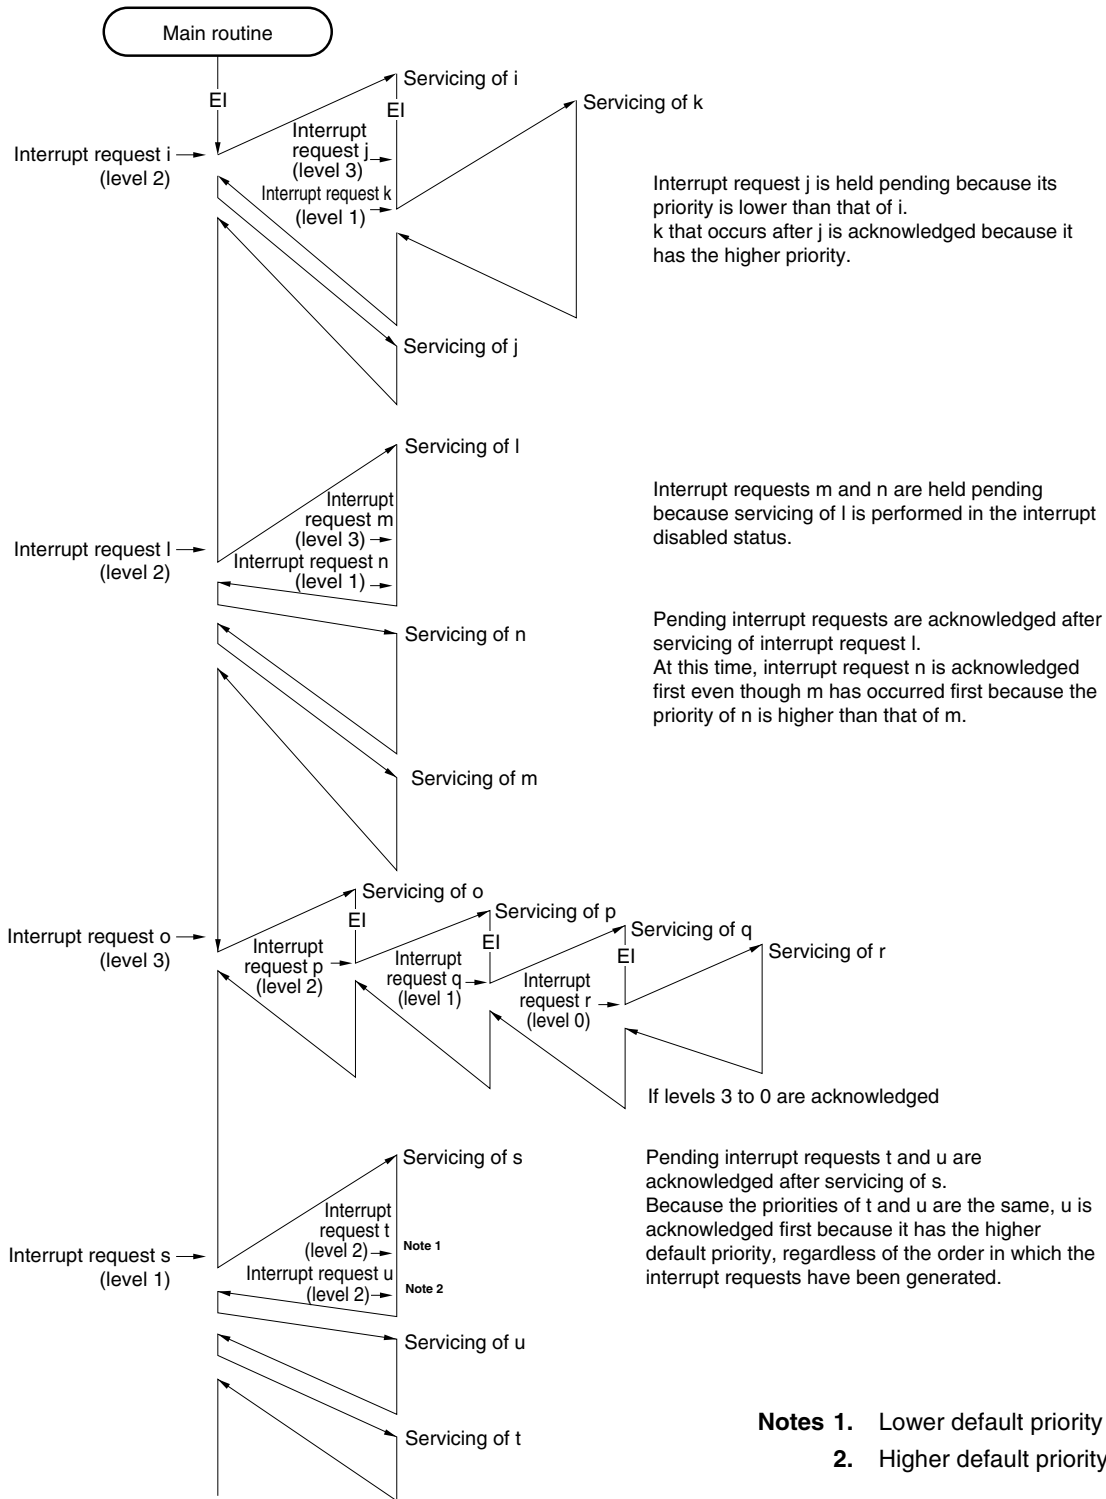 Main routine
EI
Servicing of i
EI
Servicing of k
Interrupt request i
(level 2)
Interrupt
request j
(level 3)
Interrupt request k
(level 1)
Interrupt request j is held pending because its
priority is lower than that of i.
k that occurs after j is acknowledged because it
has the higher priority.
Servicing of j
Servicing of l
Interrupt request l
(level 2)
Interrupt
request m
(level 3)
Interrupt request n
(level 1)
Interrupt requests m and n are held pending
because servicing of l is performed in the interrupt
disabled status.
Servicing of n
Pending interrupt requests are acknowledged after
servicing of interrupt request l.
At this time, interrupt request n is acknowledged
first even though m has occurred first because the
priority of n is higher than that of m.
Servicing of m
Interrupt request o
(level 3)
Servicing of o
EI
Interrupt
request p
(level 2)
Servicing of p
EI
Interrupt
request q
(level 1)
Servicing of q
EI
Interrupt
request r
(level 0)
Servicing of r
If levels 3 to 0 are acknowledged
Servicing of s
Interrupt request s
(level 1)
Interrupt
request t
(level 2)
Note 1
Interrupt request u
(level 2)
Note 2
Pending interrupt requests t and u are
acknowledged after servicing of s.
Because the priorities of t and u are the same, u is
acknowledged first because it has the higher
default priority, regardless of the order in which the
interrupt requests have been generated.
Servicing of u
Servicing of t
Notes 1. Lower default priority
2. Higher default priority